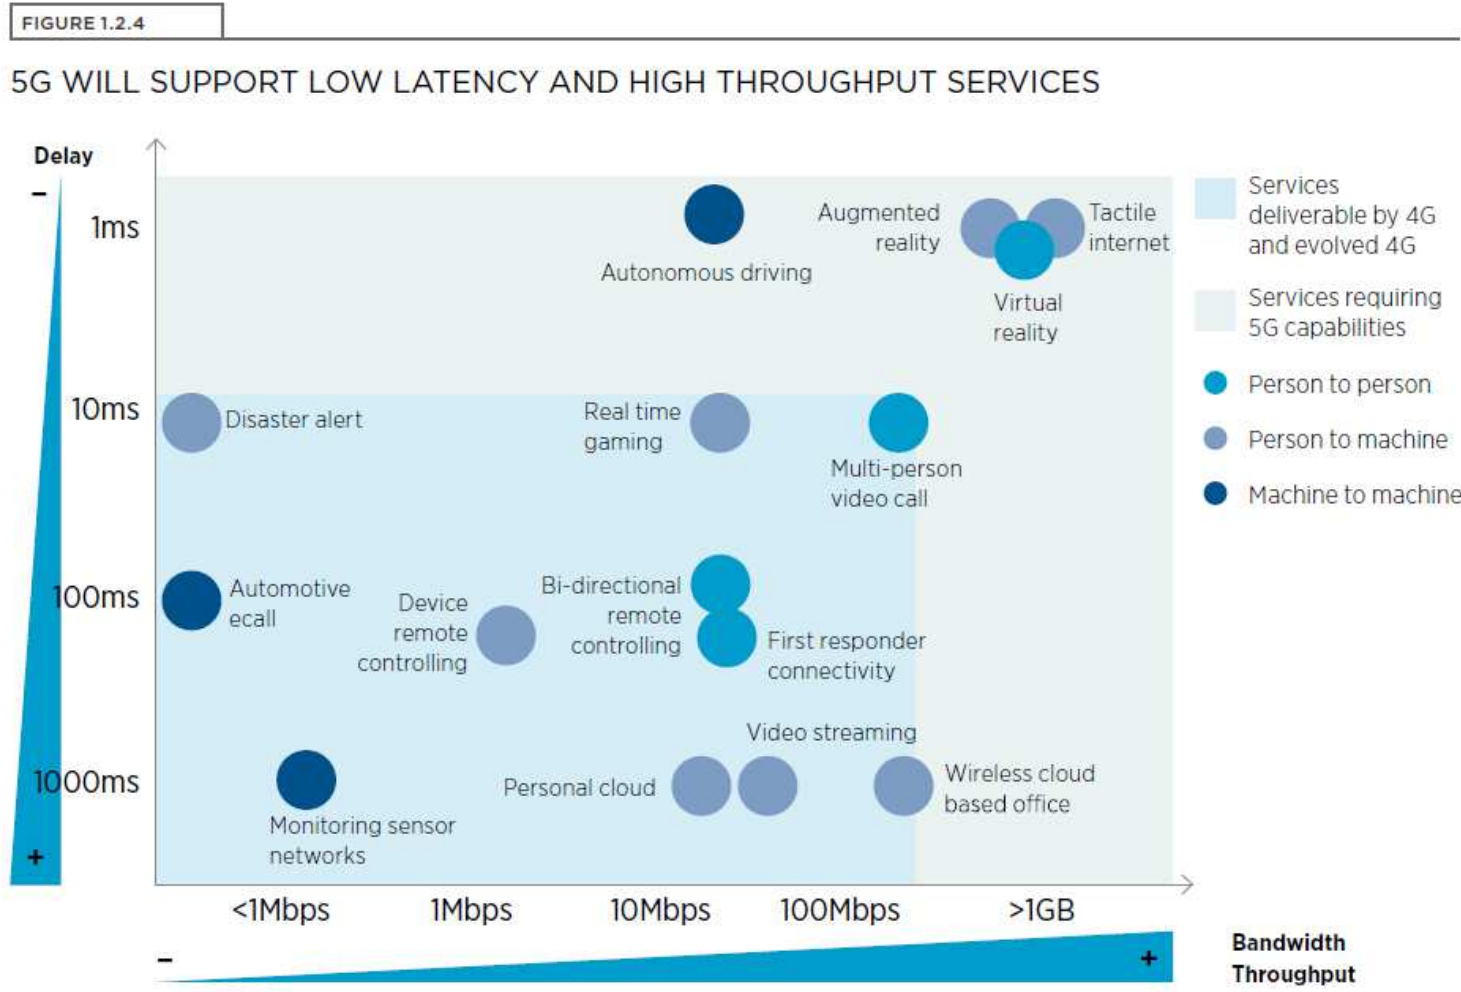 FIGURE 1.2.4
5G WILL SUPPORT LOW LATENCY AND HIGH THROUGHPUT SERVICES
Delay
–
1ms
10ms
100ms
1000ms
+
Autonomous driving
Augmented
reality
Tactile
internet
Virtual
reality
Disaster alert
Real time
gaming
Multi-person
video call
Automotive
ecall
Device
remote
controlling
Bi-directional
remote
controlling
First responder
connectivity
Video streaming
Personal cloud
Wireless cloud
based office
Monitoring sensor
networks
<1Mbps
1Mbps
10Mbps
100Mbps
>1GB
–
+
Bandwidth
Throughput
Services
deliverable by 4G
and evolved 4G
Services requiring
5G capabilities
Person to person
Person to machine
Machine to machine